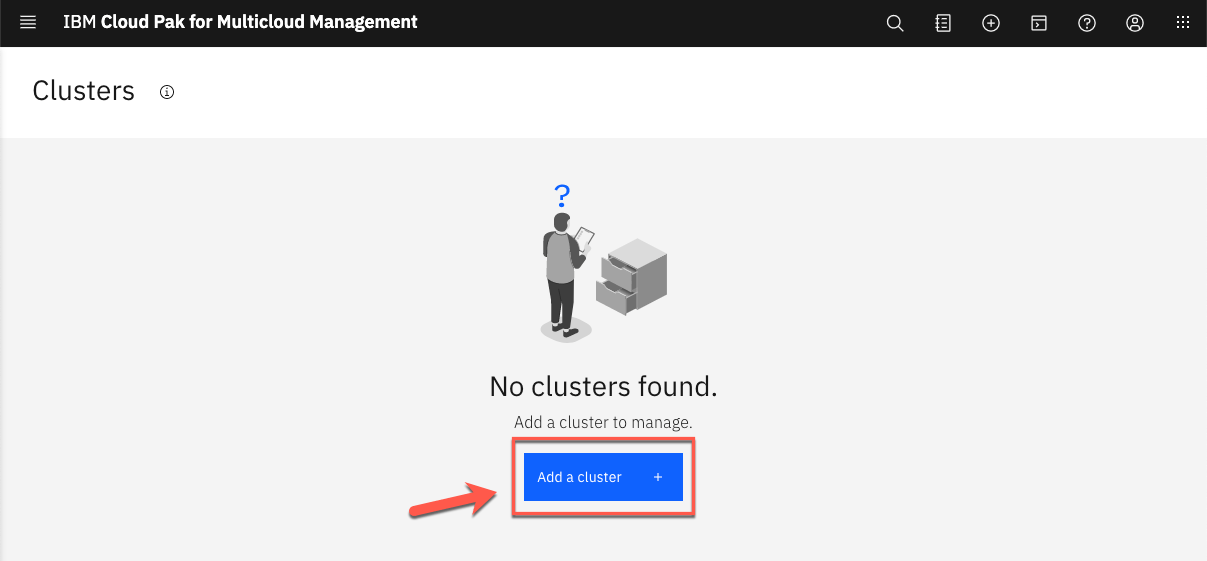 IBM Cloud Pak for Multicloud Management
Clusters
?
No clusters found.
Add a cluster to manage.
Add a cluster +